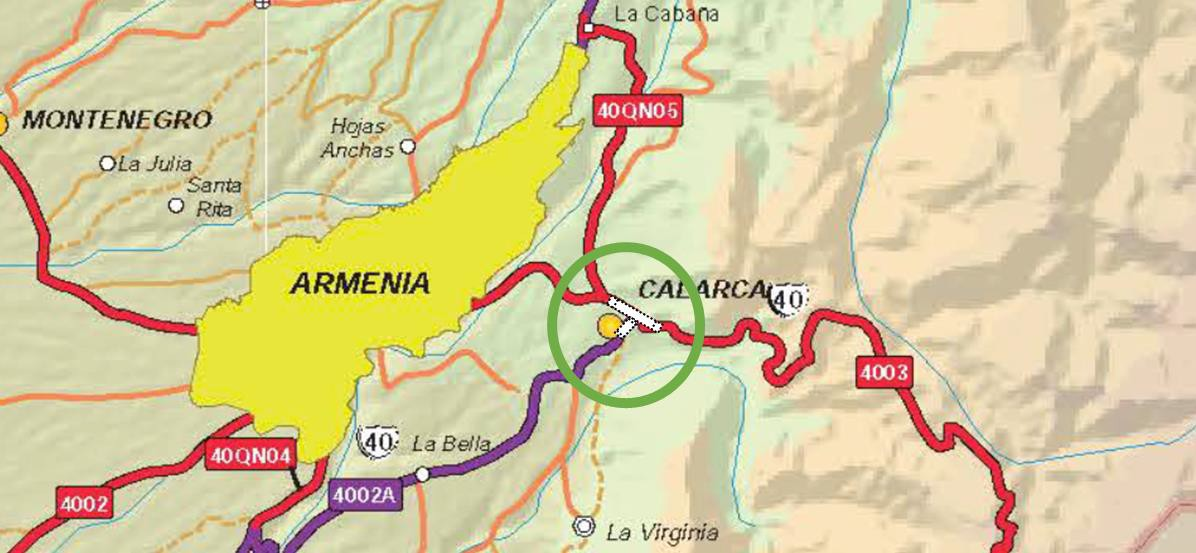 La Cabaña
40QN05
MONTENEGRO
Hojas
Anchas
La Julia
Santa
Rita
ARMENIA
CALARCA
40
4003
40
La Bella
40QN04
4002A
4002
La Virginia